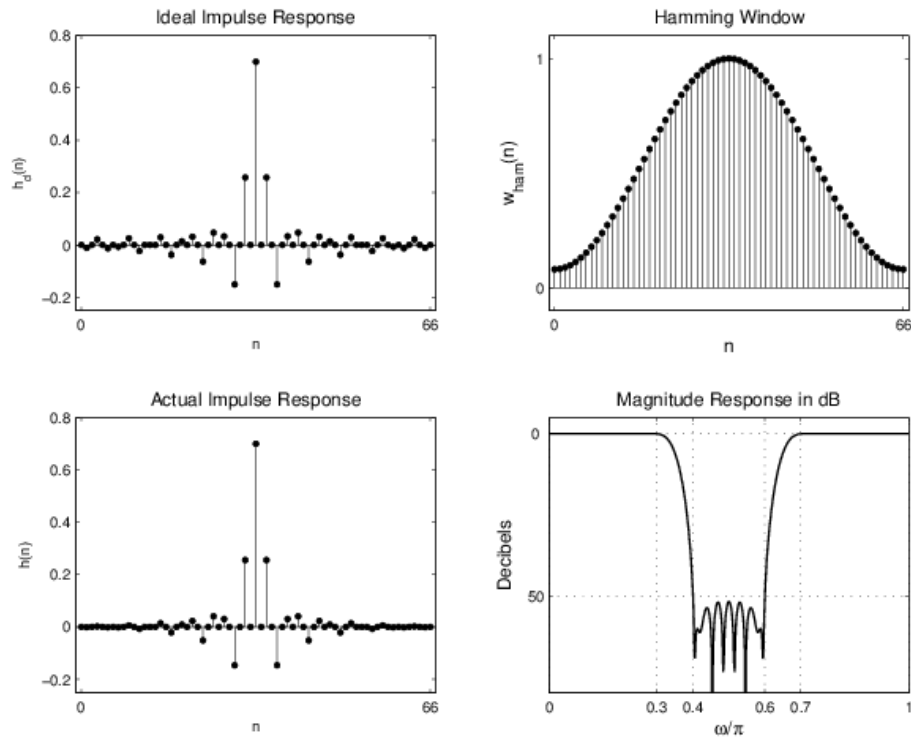 Ideal Impulse Response
0.8
0.6
0.4
0.2
0
−0.2
h_d(n)
0
66
n
Hamming Window
1
0
w_ham(n)
0
66
n
Actual Impulse Response
0.8
0.6
0.4
0.2
0
−0.2
h(n)
0
66
n
Magnitude Response in dB
0
50
Decibels
0
0.3
0.4
0.6
0.7
1
ω/π